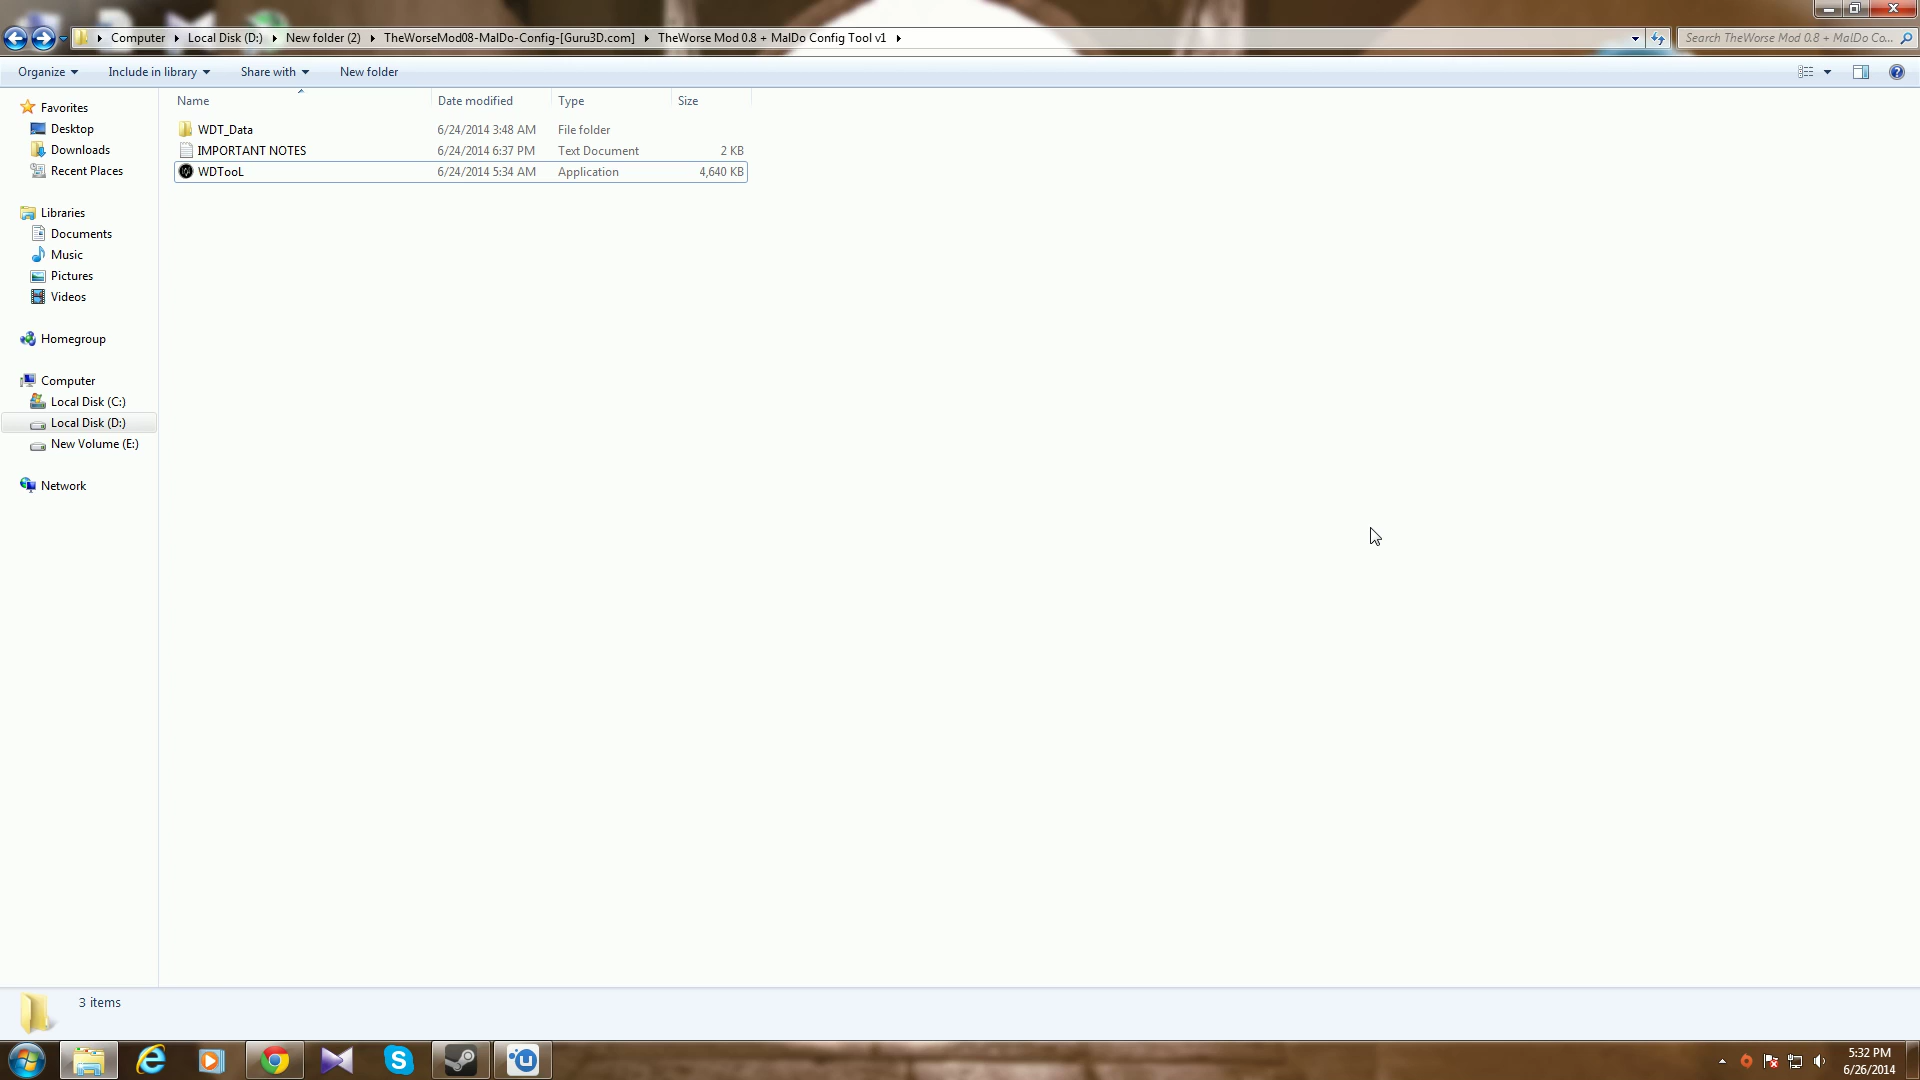 Computer Local Disk (D:) New folder (2) TheWorseMod08-MalDo-Config-[Guru3D.com] TheWorse Mod 0.8 + MalDo Config Tool v1
Search TheWorse Mod 0.8 + MalDo Co...
Organize Include in library Share with New folder
Name Date modified Type Size
WDT_Data 6/24/2014 3:48 AM File folder
IMPORTANT NOTES 6/24/2014 6:37 PM Text Document 2 KB
WDTooL 6/24/2014 5:34 AM Application 4,640 KB
Favorites
Desktop
Downloads
Recent Places
Libraries
Documents
Music
Pictures
Videos
Homegroup
Computer
Local Disk (C:)
Local Disk (D:)
New Volume (E:)
Network
3 items
5:32 PM
6/26/2014